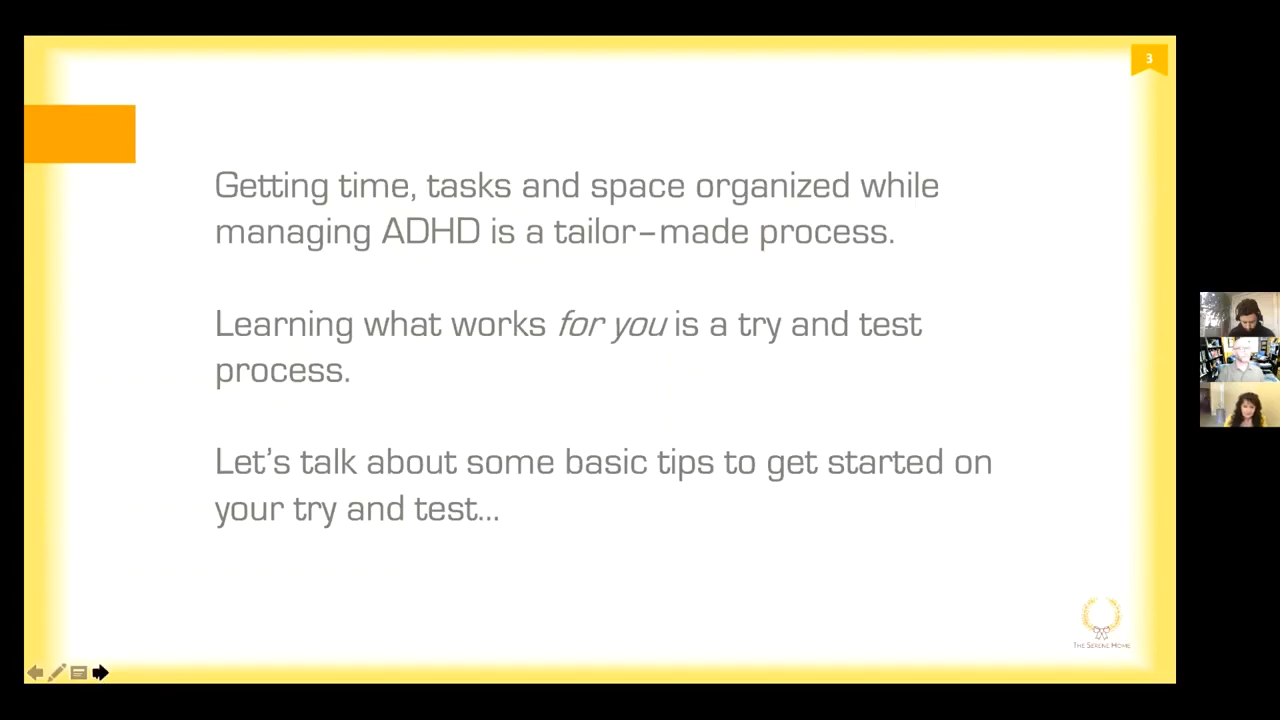 3
Getting time, tasks and space organized while
managing ADHD is a tailor-made process.
Learning what works for you is a try and test
process.
Let's talk about some basic tips to get started on
your try and test...
THE SERENE HOME